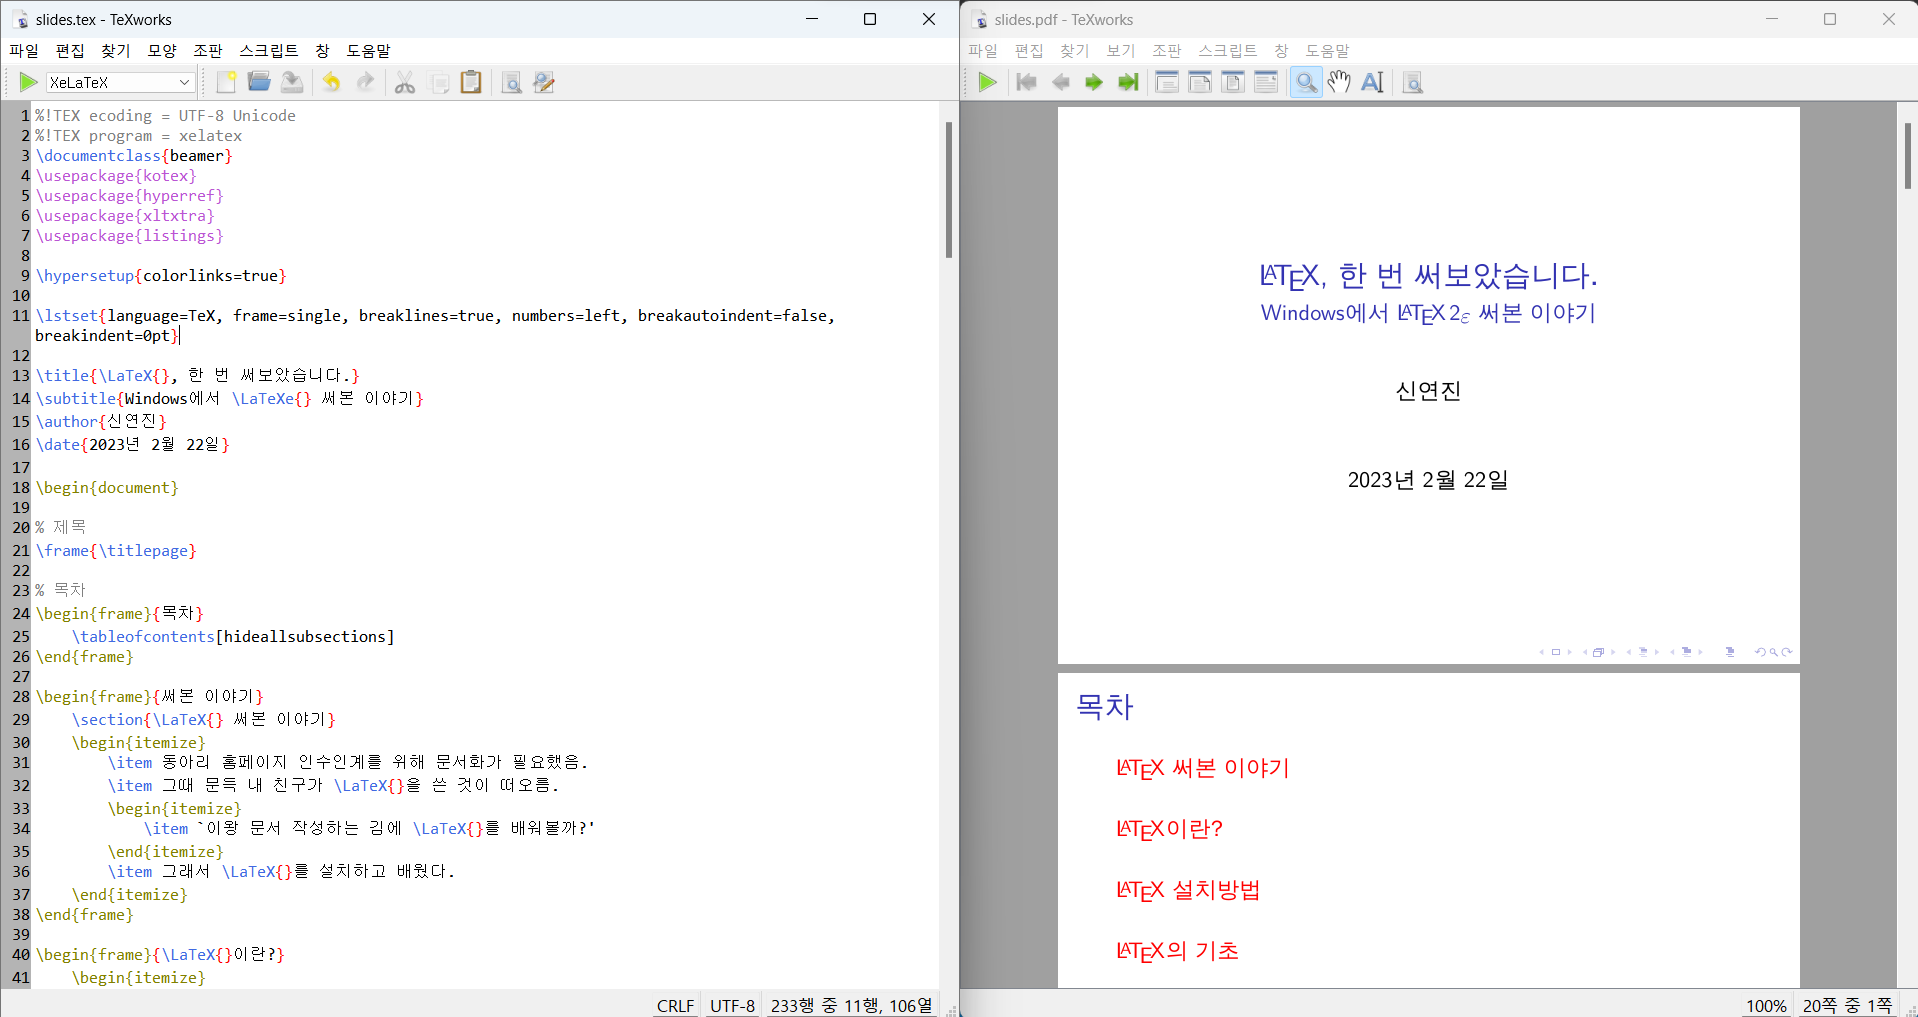 slides.tex - TeXworks
파일 편집 찾기 모양 조판 스크립트 창 도움말
XeLaTeX
1 %!TEX ecoding = UTF-8 Unicode
2 %!TEX program = xelatex
3 \documentclass{beamer}
4 \usepackage{kotex}
5 \usepackage{hyperref}
6 \usepackage{xltxtra}
7 \usepackage{listings}
8
9 \hypersetup{colorlinks=true}
10
11 \lstset{language=TeX, frame=single, breaklines=true, numbers=left, breakautoindent=false,
breakindent=0pt}
12
13 \title{\LaTeX{}, 한 번 써보았습니다.}
14 \subtitle{Windows에서 \LaTeXe{} 써본 이야기}
15 \author{신연진}
16 \date{2023년 2월 22일}
17
18 \begin{document}
19
20 % 제목
21 \frame{\titlepage}
22
23 % 목차
24 \begin{frame}{목차}
25 \tableofcontents[hideallsubsections]
26 \end{frame}
27
28 \begin{frame}{써본 이야기}
29 \section{\LaTeX{} 써본 이야기}
30 \begin{itemize}
31 \item 동아리 홈페이지 인수인계를 위해 문서화가 필요했음.
32 \item 그때 문득 내 친구가 \LaTeX{}을 쓴 것이 떠오름.
33 \begin{itemize}
34 \item `이왕 문서 작성하는 김에 \LaTeX{}를 배워볼까?'
35 \end{itemize}
36 \item 그래서 \LaTeX{}를 설치하고 배웠다.
37 \end{itemize}
38 \end{frame}
39
40 \begin{frame}{\LaTeX{}이란?}
41 \begin{itemize}
CRLF UTF-8 233행 중 11행, 106열
slides.pdf - TeXworks
파일 편집 찾기 보기 조판 스크립트 창 도움말
LATEX, 한 번 써보았습니다.
Windows에서 LATEX 2ε 써본 이야기
신연진
2023년 2월 22일
목차
LATEX 써본 이야기
LATEX이란?
LATEX 설치방법
LATEX의 기초
100% 20쪽 중 1쪽